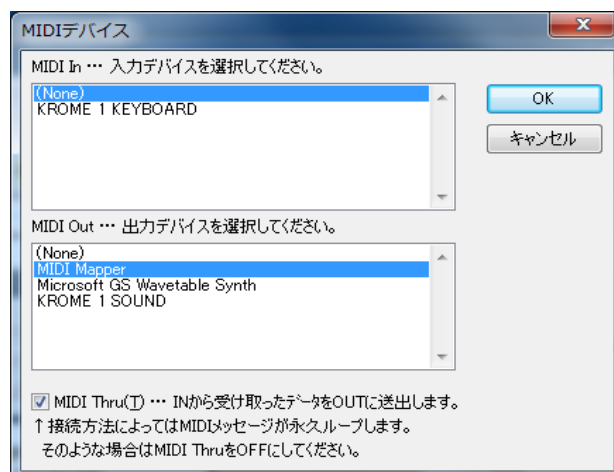 MIDIデバイス
MIDI In … 入力デバイスを選択してください。
(None)
KROME 1 KEYBOARD
OK
キャンセル
MIDI Out … 出力デバイスを選択してください。
(None)
MIDI Mapper
Microsoft GS Wavetable Synth
KROME 1 SOUND
MIDI Thru(T) … INから受け取ったデータをOUTに送出します。
↑接続方法によってはMIDIメッセージが永久ループします。
そのような場合はMIDI ThruをOFFにしてください。